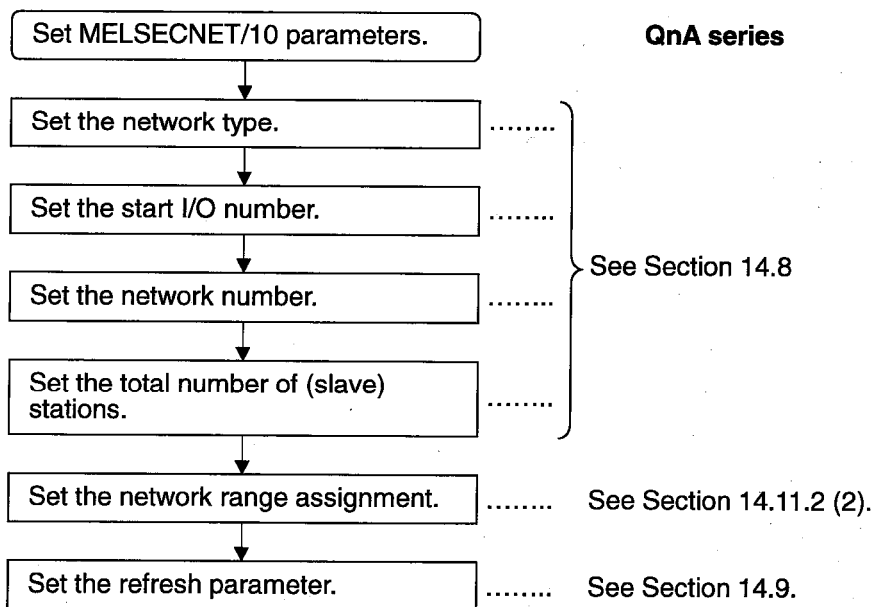 Set MELSECNET/10 parameters.
QnA series
Set the network type. ........
Set the start I/O number. ........
See Section 14.8
Set the network number. ........
Set the total number of (slave)
stations. ........
Set the network range assignment. ........ See Section 14.11.2 (2).
Set the refresh parameter. ........ See Section 14.9.